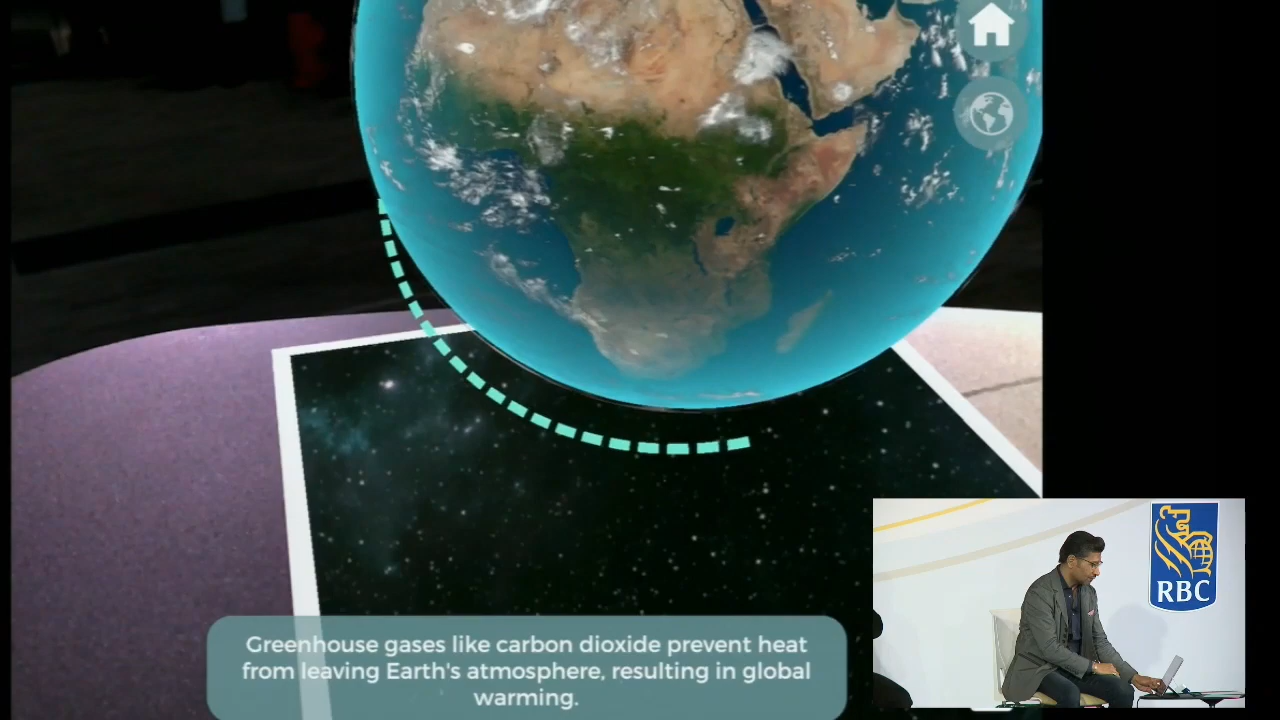 Greenhouse gases like carbon dioxide prevent heat
from leaving Earth's atmosphere, resulting in global
warming.
RBC